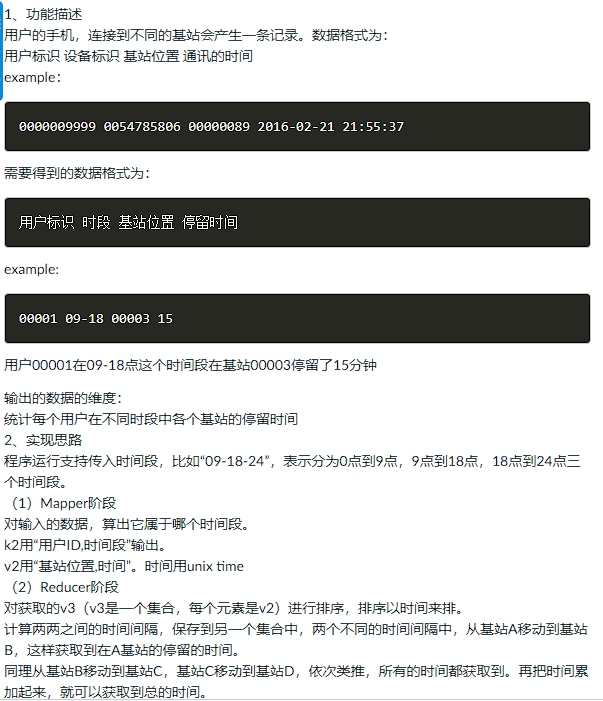 1、功能描述
用户的手机，连接到不同的基站会产生一条记录。数据格式为：
用户标识 设备标识 基站位置 通讯的时间
example：
0000009999 0054785806 00000089 2016-02-21 21:55:37
需要得到的数据格式为：
用户标识 时段 基站位置 停留时间
example:
00001 09-18 00003 15
用户00001在09-18点这个时间段在基站00003停留了15分钟
输出的数据的维度：
统计每个用户在不同时段中各个基站的停留时间
2、实现思路
程序运行支持传入时间段，比如“09-18-24”，表示分为0点到9点，9点到18点，18点到24点三
个时间段。
（1）Mapper阶段
对输入的数据，算出它属于哪个时间段。
k2用“用户ID,时间段”输出。
v2用“基站位置,时间”。时间用unix time
（2）Reducer阶段
对获取的v3（v3是一个集合，每个元素是v2）进行排序，排序以时间来排。
计算两两之间的时间间隔，保存到另一个集合中，两个不同的时间间隔中，从基站A移动到基站
B，这样获取到在A基站的停留的时间。
同理从基站B移动到基站C，基站C移动到基站D，依次类推，所有的时间都获取到。再把时间累
加起来，就可以获取到总的时间。